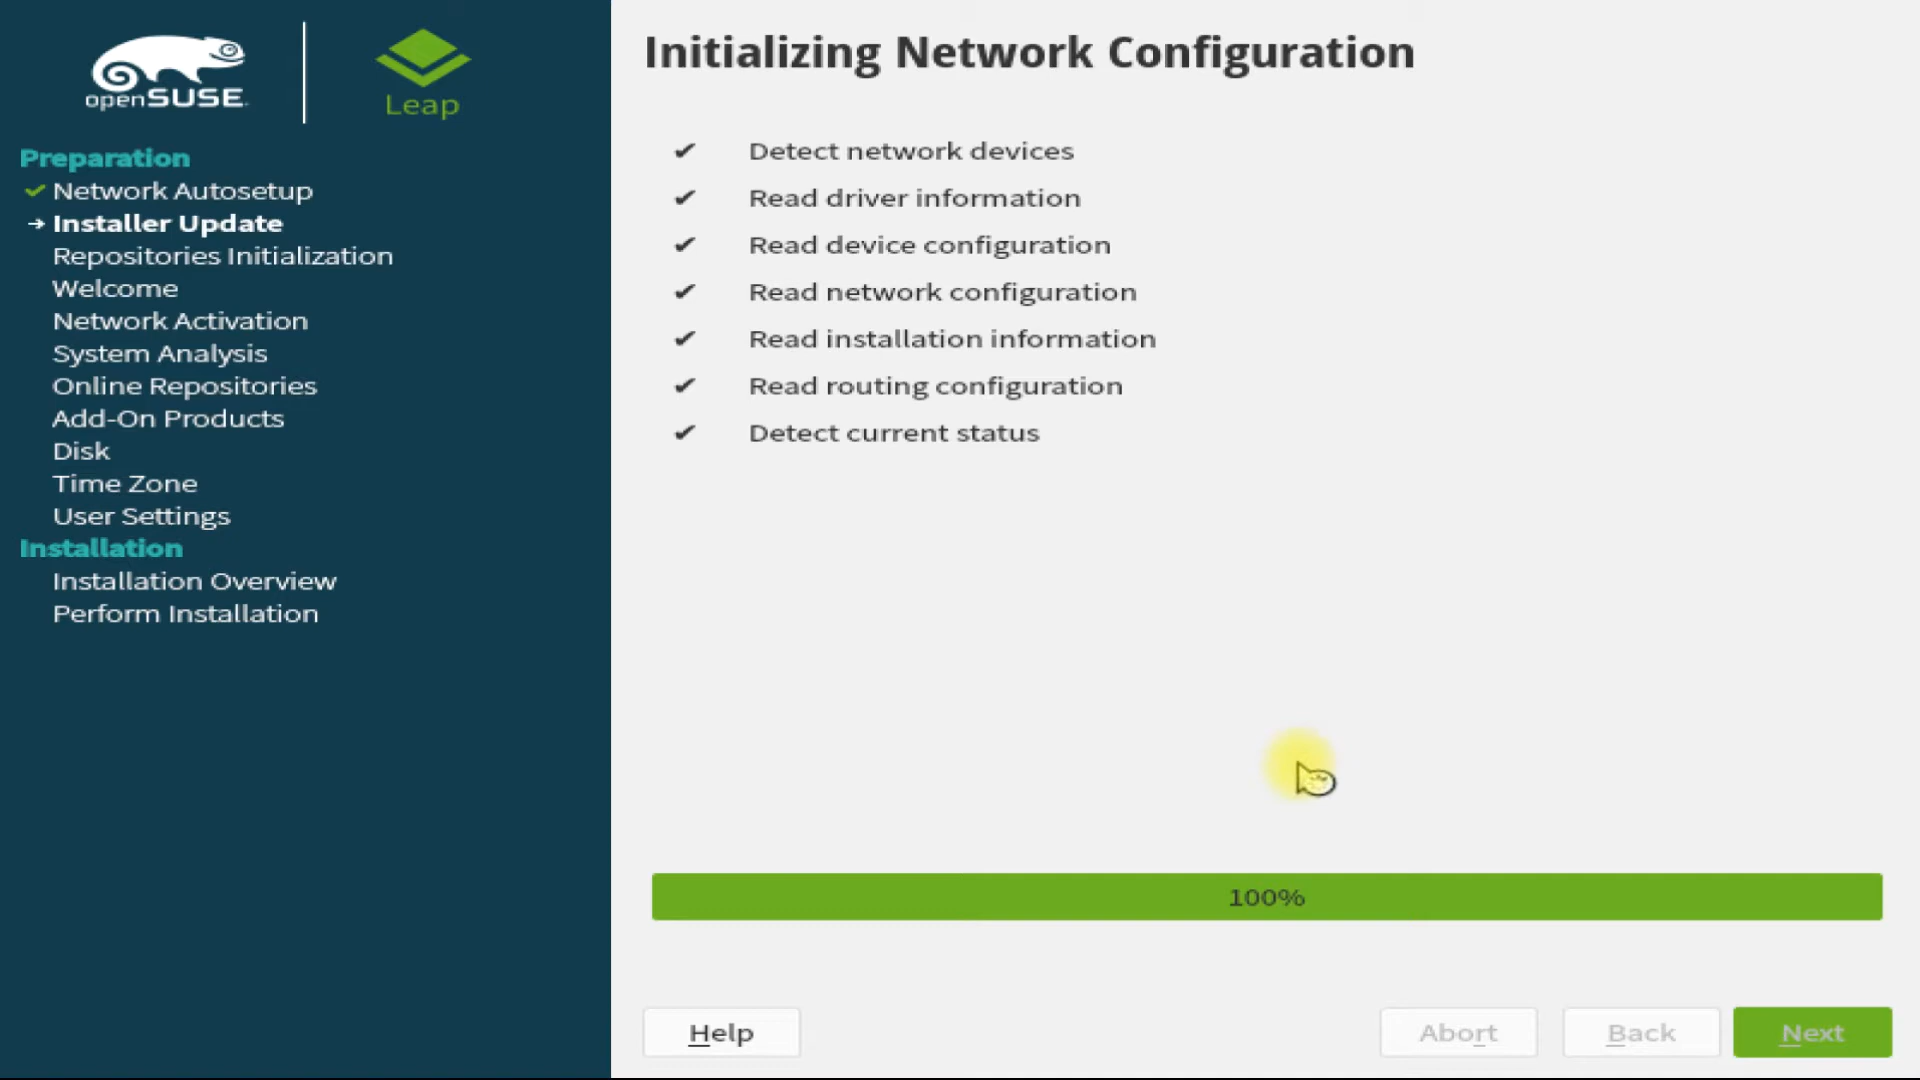 openSUSE
Leap
Preparation
Network Autosetup
Installer Update
Repositories Initialization
Welcome
Network Activation
System Analysis
Online Repositories
Add-On Products
Disk
Time Zone
User Settings
Installation
Installation Overview
Perform Installation
Initializing Network Configuration
Detect network devices
Read driver information
Read device configuration
Read network configuration
Read installation information
Read routing configuration
Detect current status
100%
Help
Abort
Back
Next